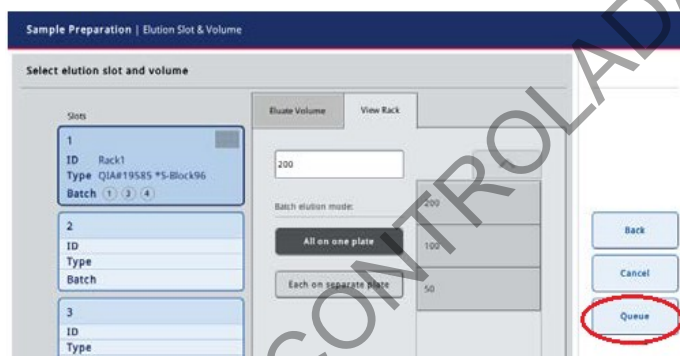 Sample Preparation | Elution Slot & Volume
Select elution slot and volume
Slots
1
ID Rack1
Type QIA#19585 *S-Block96
Batch 1 3 4
2
ID
Type
Batch
3
ID
Type
Eluate Volume
View Rack
200
Batch elution mode:
All on one plate
Each on separate plate
200
100
50
Back
Cancel
Queue
CONTROLADA